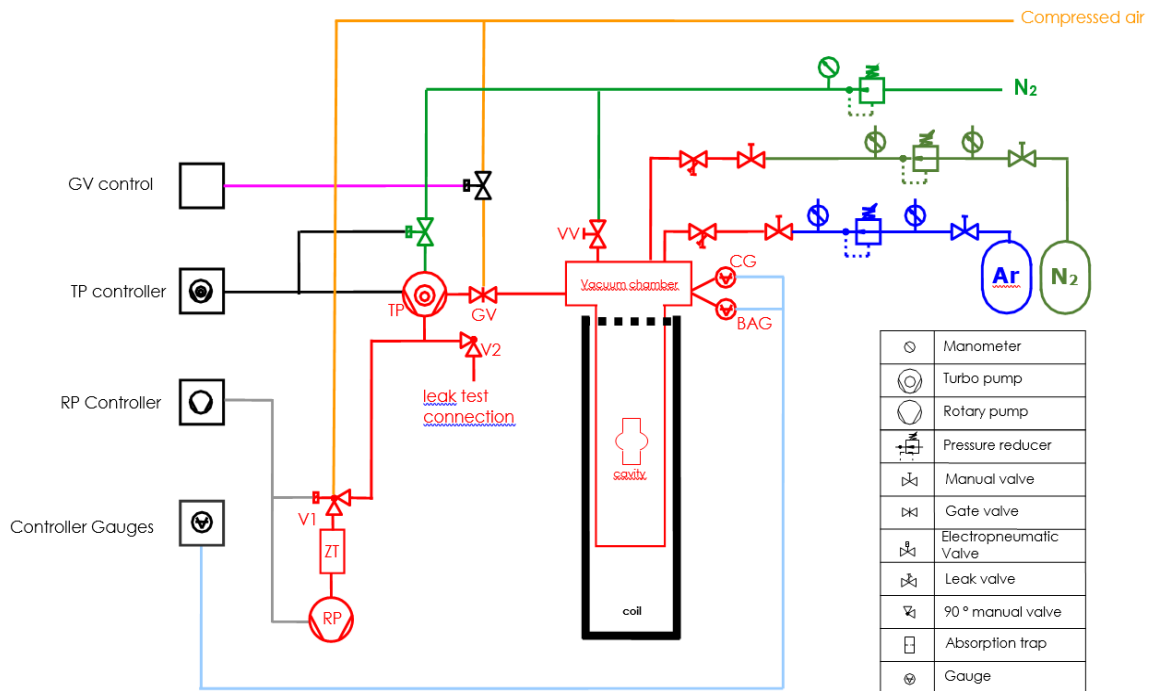 Compressed air
N₂
GV control
VV
CG
Ar
N₂
TP controller
TP
GV
Vacuum chamber
BAG
V2
leak test
connection
RP Controller
cavity
V1
Controller Gauges
ZT
RP
coil
Manometer
Turbo pump
Rotary pump
Pressure reducer
Manual valve
Gate valve
Electropneumatic
Valve
Leak valve
90 º manual valve
Absorption trap
Gauge